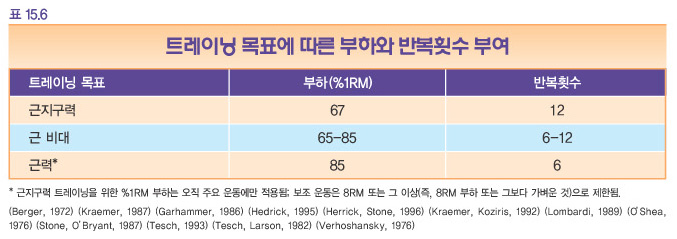 표 15.6
트레이닝 목표에 따른 부하와 반복횟수 부여
트레이닝 목표 부하(%1RM) 반복횟수
근지구력 67 12
근 비대 65-85 6-12
근력* 85 6
* 근지구력 트레이닝을 위한 %1RM 부하는 오직 주요 운동에만 적용됨; 보조 운동은 8RM 또는 그 이상(즉, 8RM 부하 또는 그보다 가벼운 것)으로 제한됨.
(Berger, 1972) (Kraemer, 1987) (Garhammer, 1986) (Hedrick, 1995) (Herrick, Stone, 1996) (Kraemer, Koziris, 1992) (Lombardi, 1989) (O'Shea,
1976) (Stone, O'Bryant, 1987) (Tesch, 1993) (Tesch, Larson, 1982) (Verhoshansky, 1976)